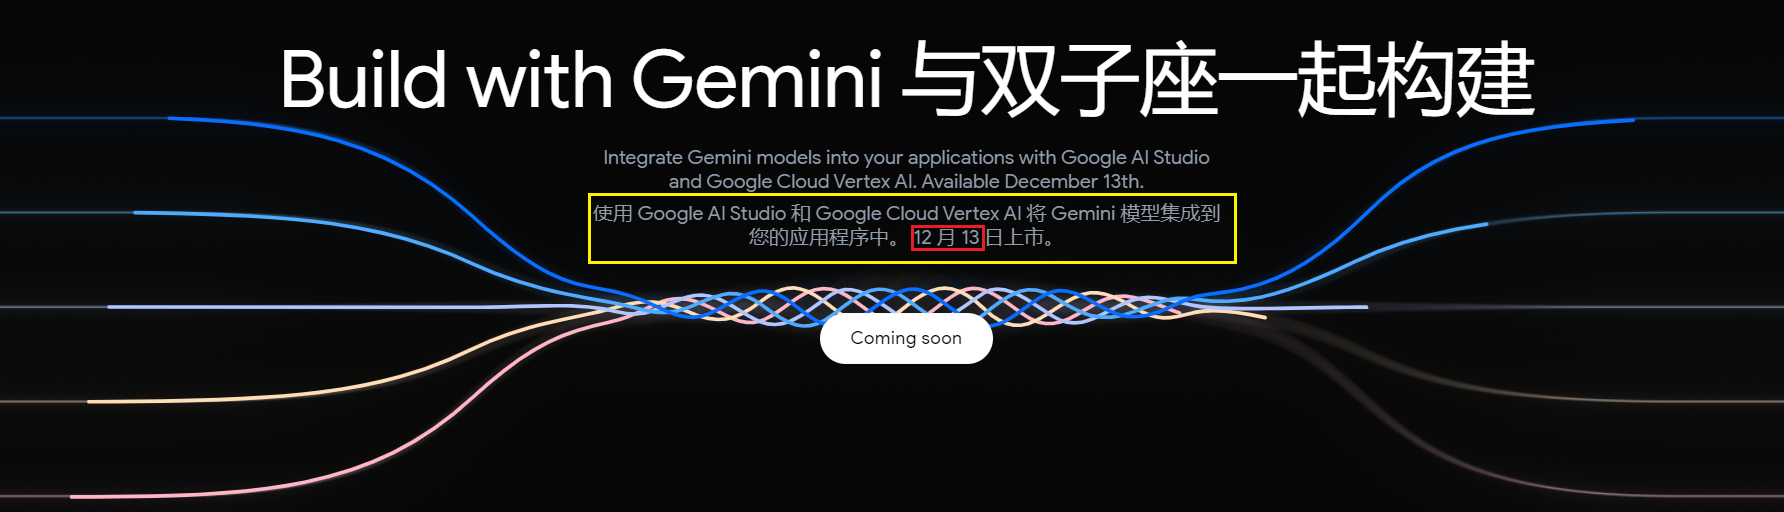 Build with Gemini 与双子座一起构建
Integrate Gemini models into your applications with Google AI Studio
and Google Cloud Vertex AI. Available December 13th.
使用 Google AI Studio 和 Google Cloud Vertex AI 将 Gemini 模型集成到
您的应用程序中。 12 月 13 日上市。
Coming soon